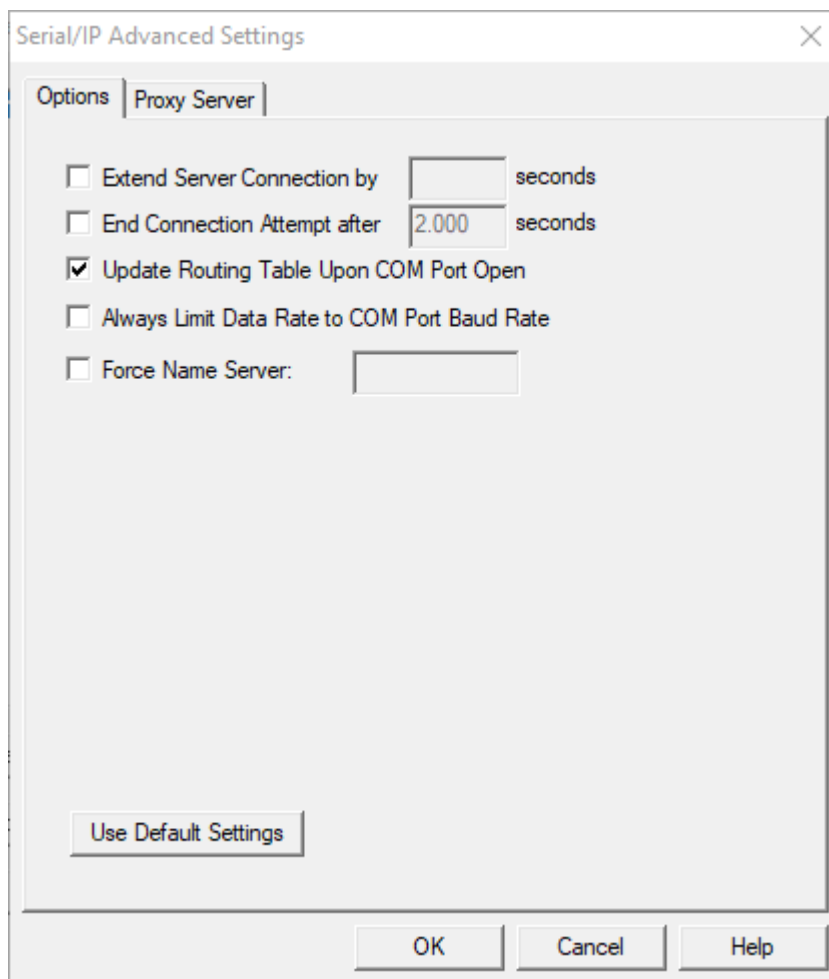 Serial/IP Advanced Settings
Options Proxy Server
Extend Server Connection by seconds
End Connection Attempt after 2.000 seconds
Update Routing Table Upon COM Port Open
Always Limit Data Rate to COM Port Baud Rate
Force Name Server:
Use Default Settings
OK Cancel Help